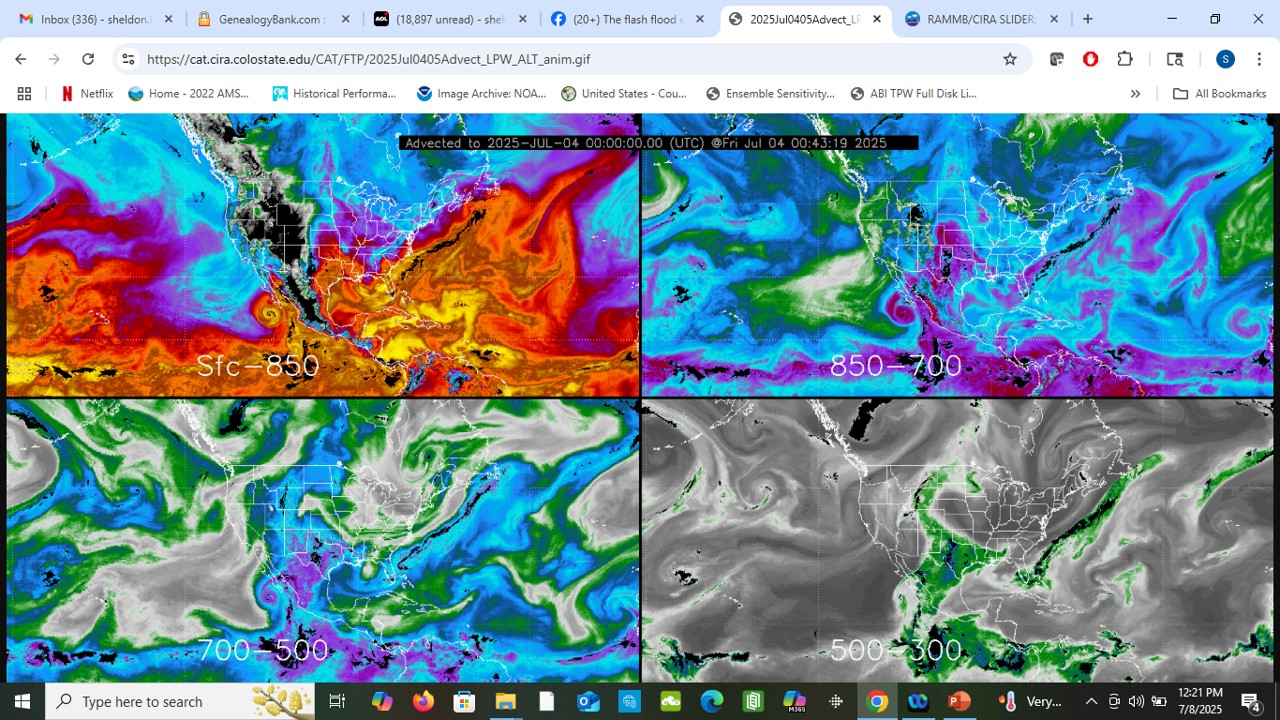 Inbox (336) - sheldon.
GenealogyBank.com :
AOL
(18,897 unread) - shel
(20+) The flash flood
2025Jul0405Advect_LP
RAMMB/CIRA SLIDER:
https://cat.cira.colostate.edu/CAT/FTP/2025Jul0405Advect_LPW_ALT_anim.gif
S
Netflix
Home - 2022 AMS...
Historical Performa...
Image Archive: NOA...
United States - Cou...
Ensemble Sensitivity...
ABI TPW Full Disk Li...
»
All Bookmarks
Advected to 2025-JUL-04 00:00:00.00 (UTC) @Fri Jul 04 00:43:19 2025
Sfc-850
850-700
700-500
500-300
Type here to search
M365
Very...
12:21 PM
7/8/2025
4